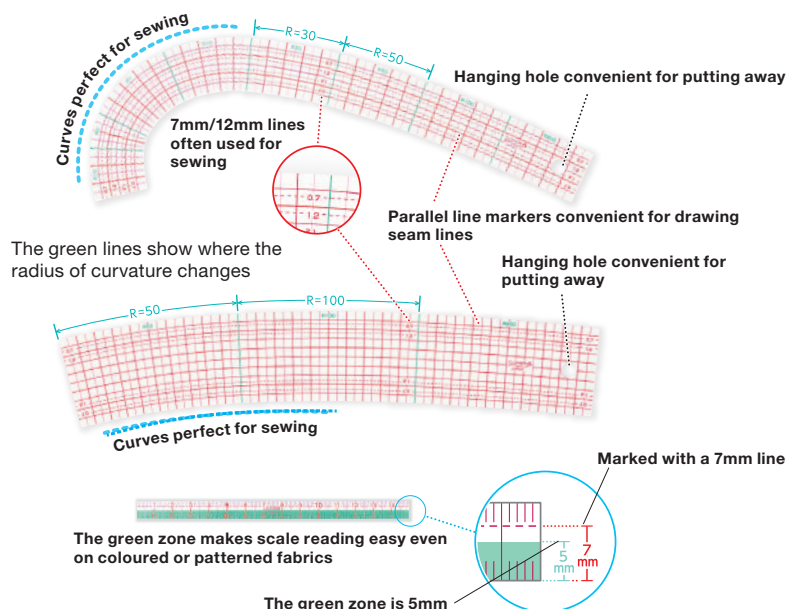 Curves perfect for sewing
R=30
R=50
Hanging hole convenient for putting away
7mm/12mm lines
often used for
sewing
0.7
1.2
Parallel line markers convenient for drawing
seam lines
The green lines show where the
radius of curvature changes
Hanging hole convenient for
putting away
R=50
R=100
Curves perfect for sewing
Marked with a 7mm line
The green zone makes scale reading easy even
on coloured or patterned fabrics
5
mm
7
mm
The green zone is 5mm